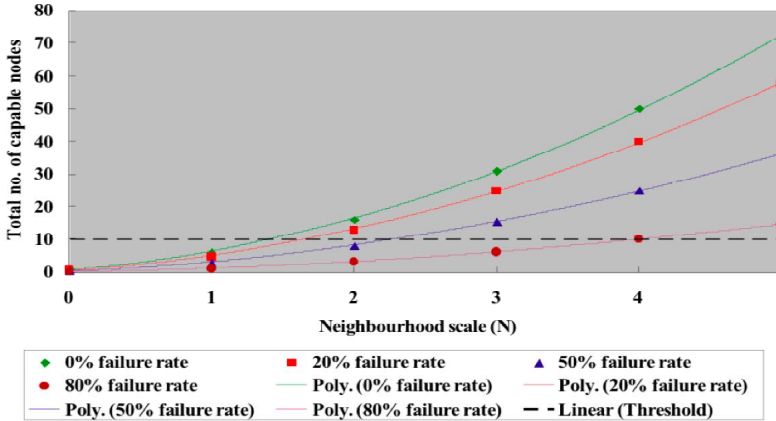 80
70
60
50
40
30
20
10
0
Total no. of capable nodes
0 1 2 3 4
Neighbourhood scale (N)
0% failure rate 20% failure rate 50% failure rate
80% failure rate Poly. (0% failure rate) Poly. (20% failure rate)
Poly. (50% failure rate) Poly. (80% failure rate) Linear (Threshold)